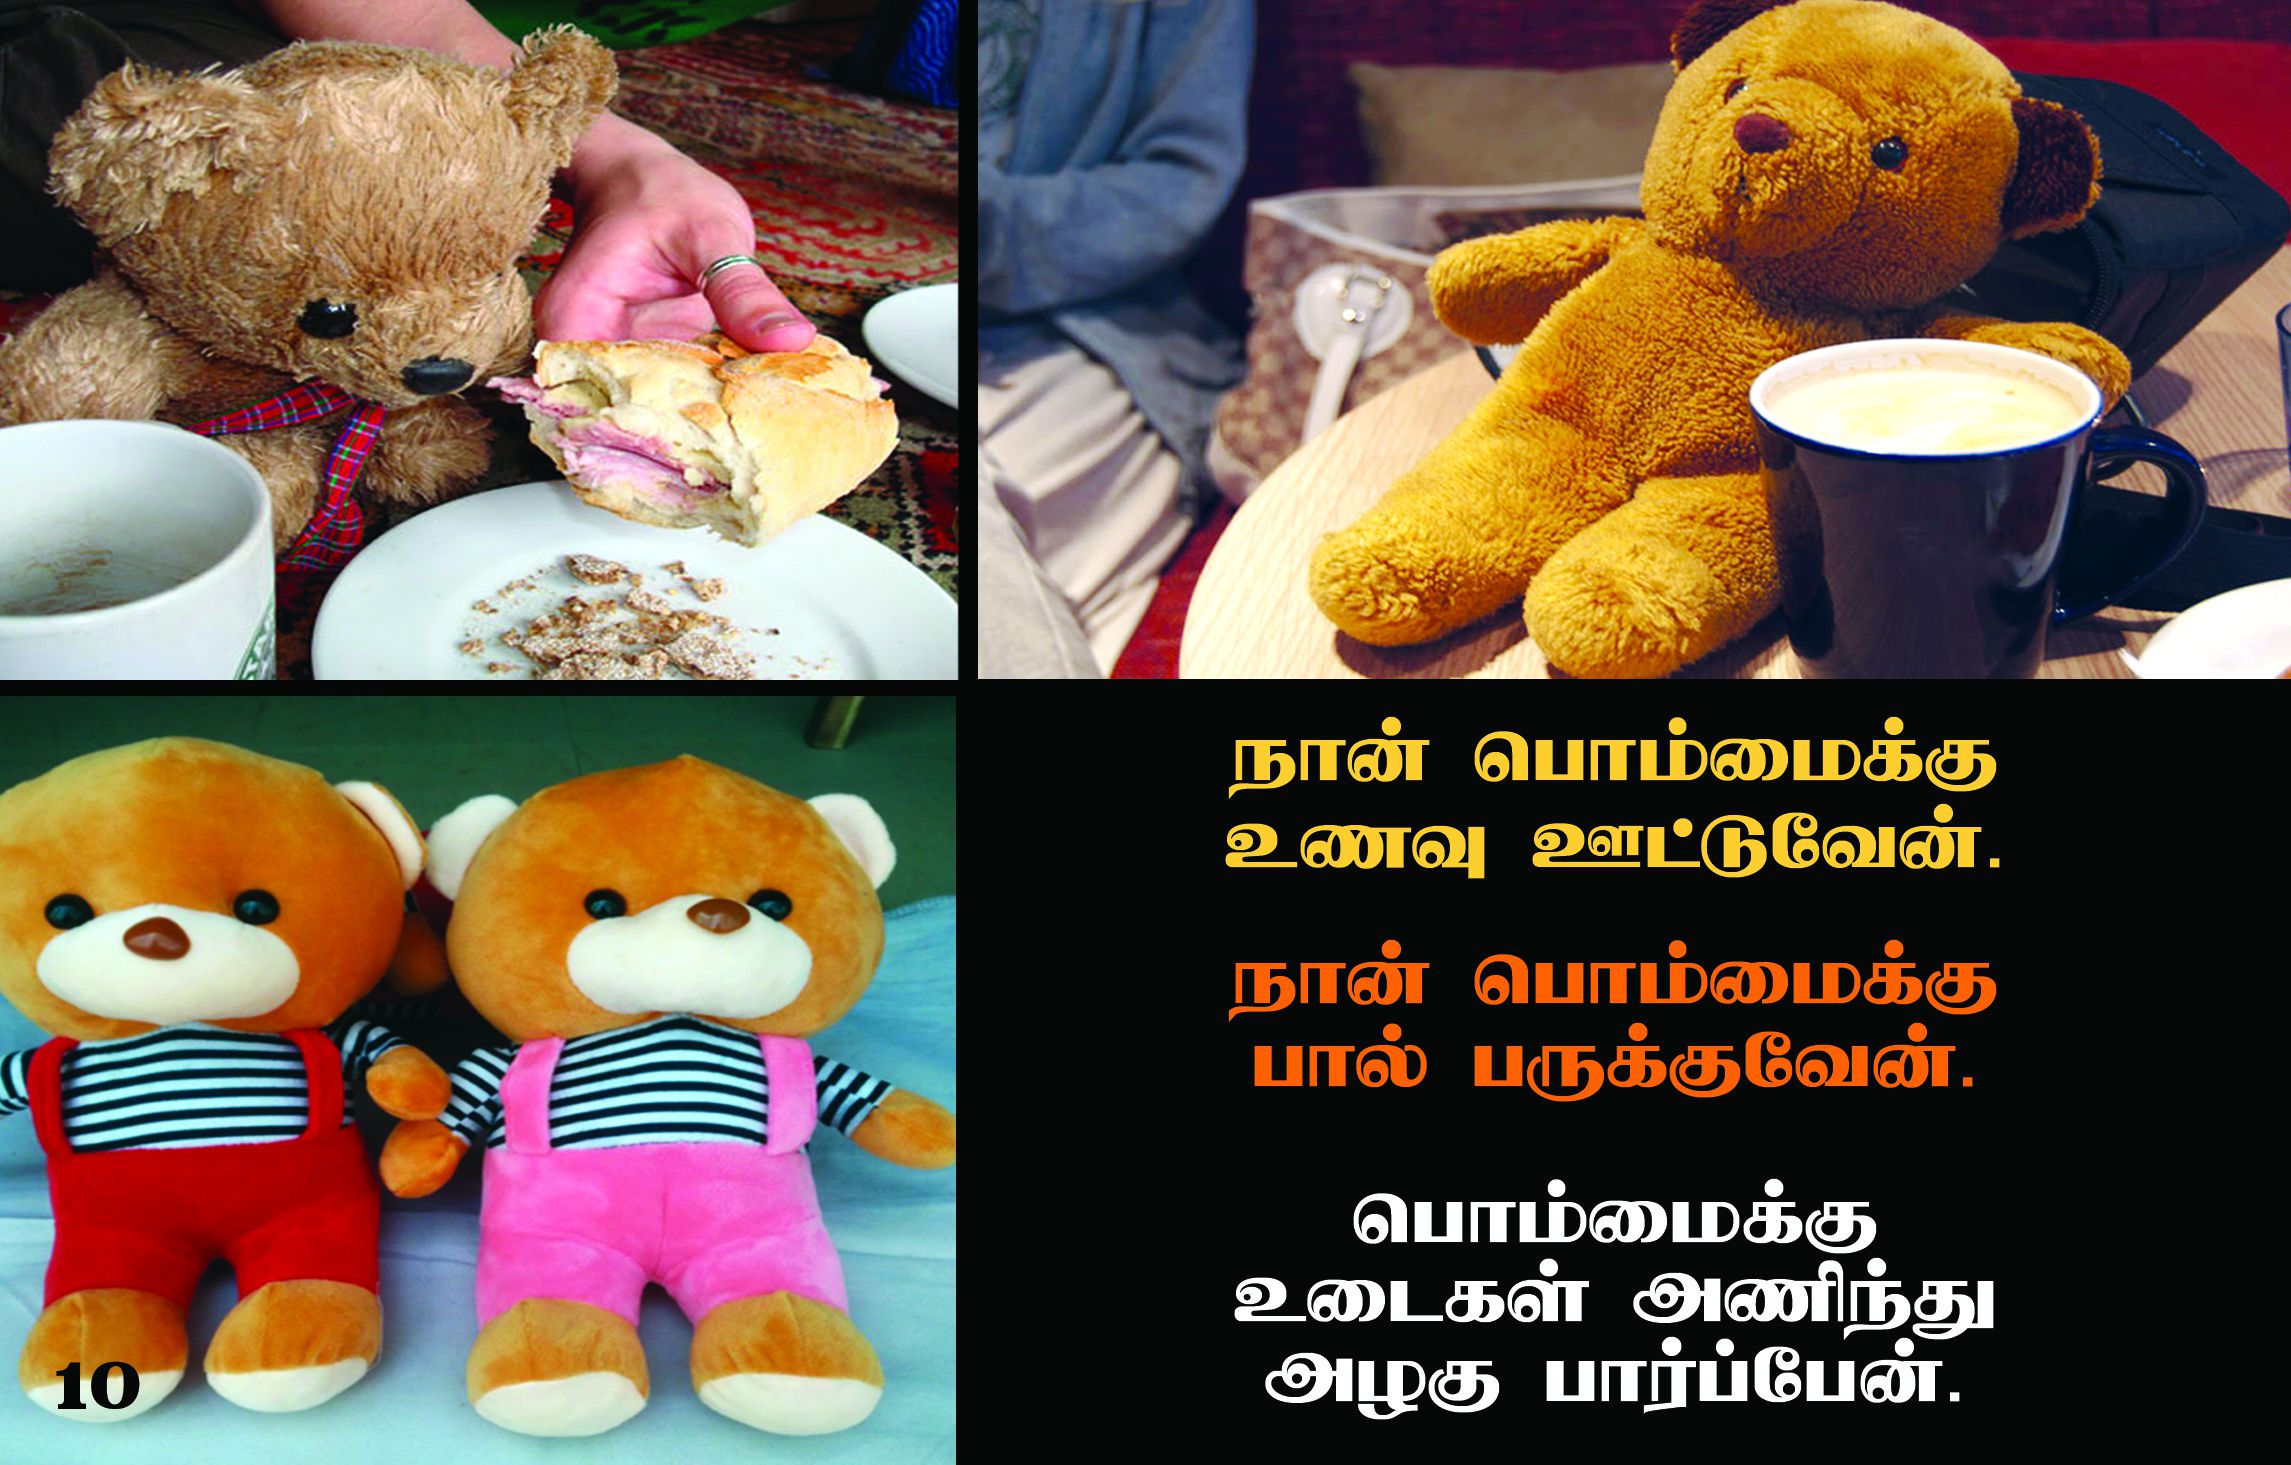 நான் பொம்மைக்கு
உணவு ஊட்டுவேன்.
நான் பொம்மைக்கு
பால் பருக்குவேன்.
பொம்மைக்கு
உடைகள் அணிந்து
அழகு பார்ப்பேன்.
10